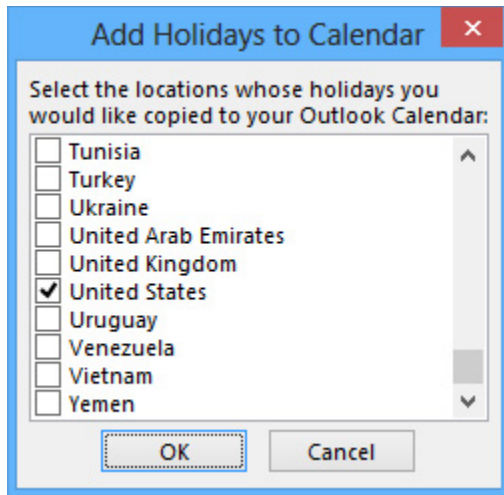 Add Holidays to Calendar
Select the locations whose holidays you
would like copied to your Outlook Calendar:
Tunisia
Turkey
Ukraine
United Arab Emirates
United Kingdom
United States
Uruguay
Venezuela
Vietnam
Yemen
OK
Cancel